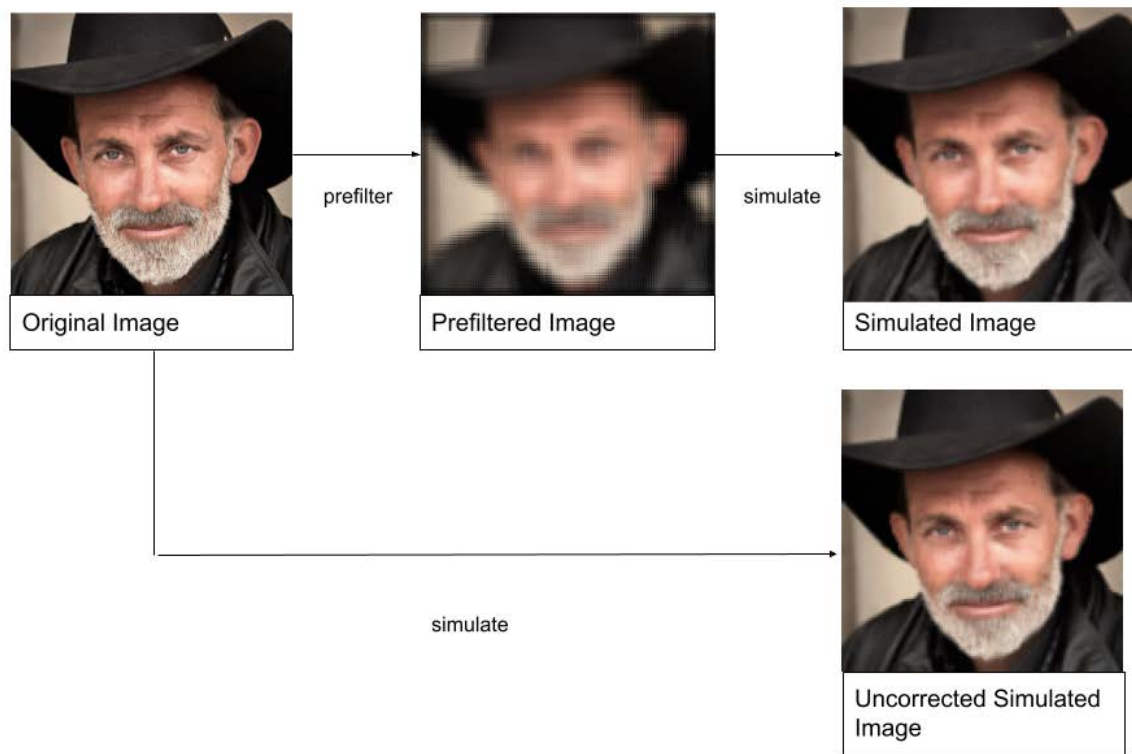 prefilter
simulate
Original Image
Prefiltered Image
Simulated Image
simulate
Uncorrected Simulated
Image